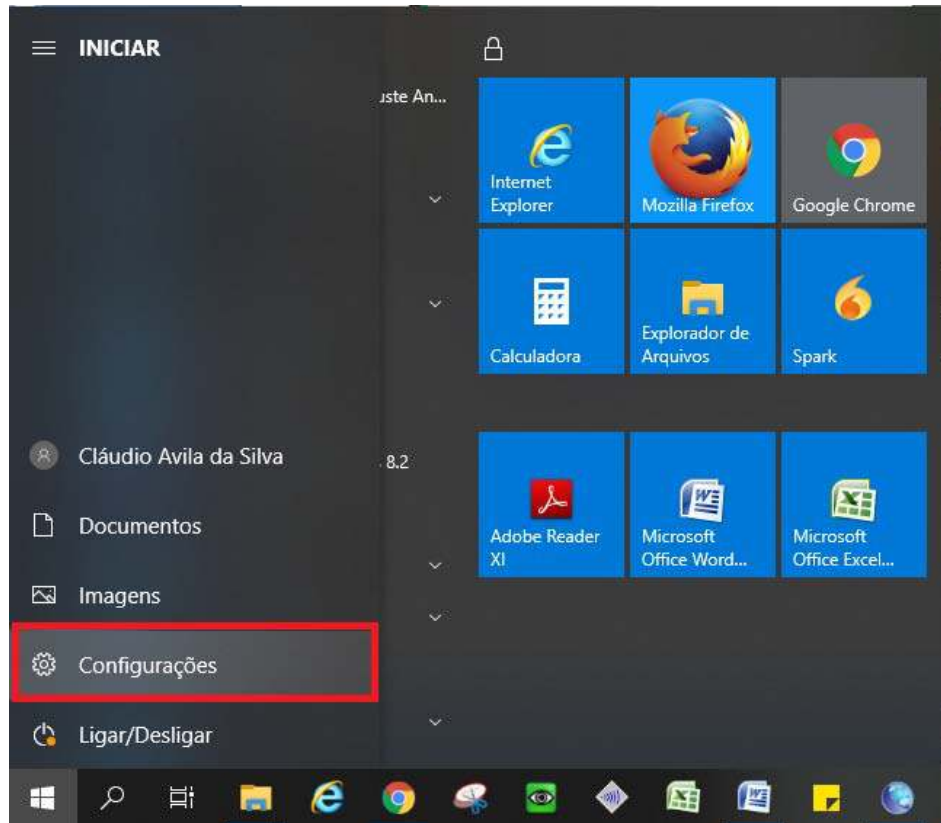 INICIAR
uste An...
Internet
Explorer
Mozilla Firefox
Google Chrome
Calculadora
Explorador de
Arquivos
Spark
Cláudio Avila da Silva
8.2
Adobe Reader
XI
Microsoft
Office Word...
Microsoft
Office Excel...
Documentos
Imagens
Configurações
Ligar/Desligar